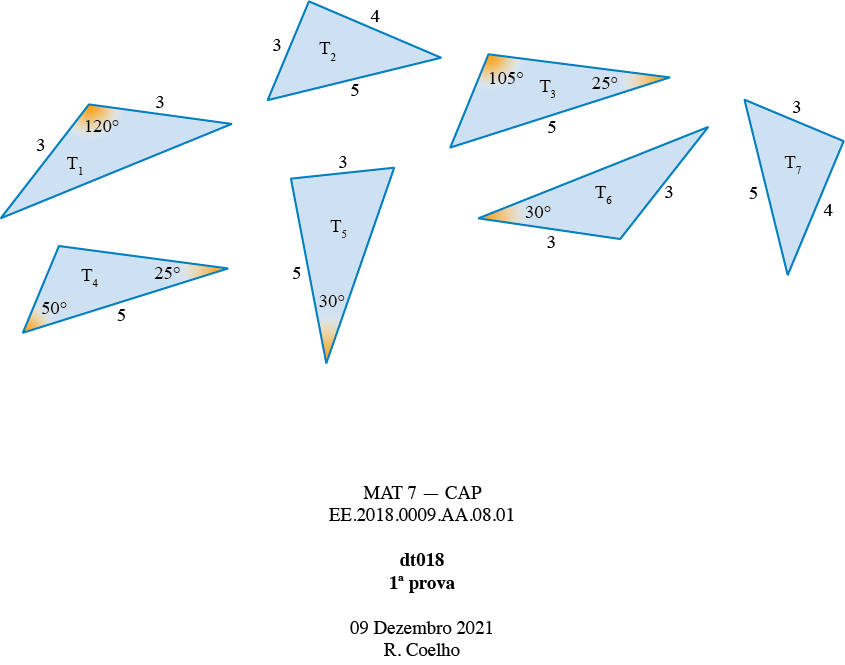 3
4
T2
5
105°
T3
25°
5
3
120°
3
T1
3
T7
5
4
3
T5
5
30°
T6
3
30°
3
T4
25°
50°
5
MAT 7 — CAP
EE.2018.0009.AA.08.01
dt018
1ª prova
09 Dezembro 2021
R. Coelho